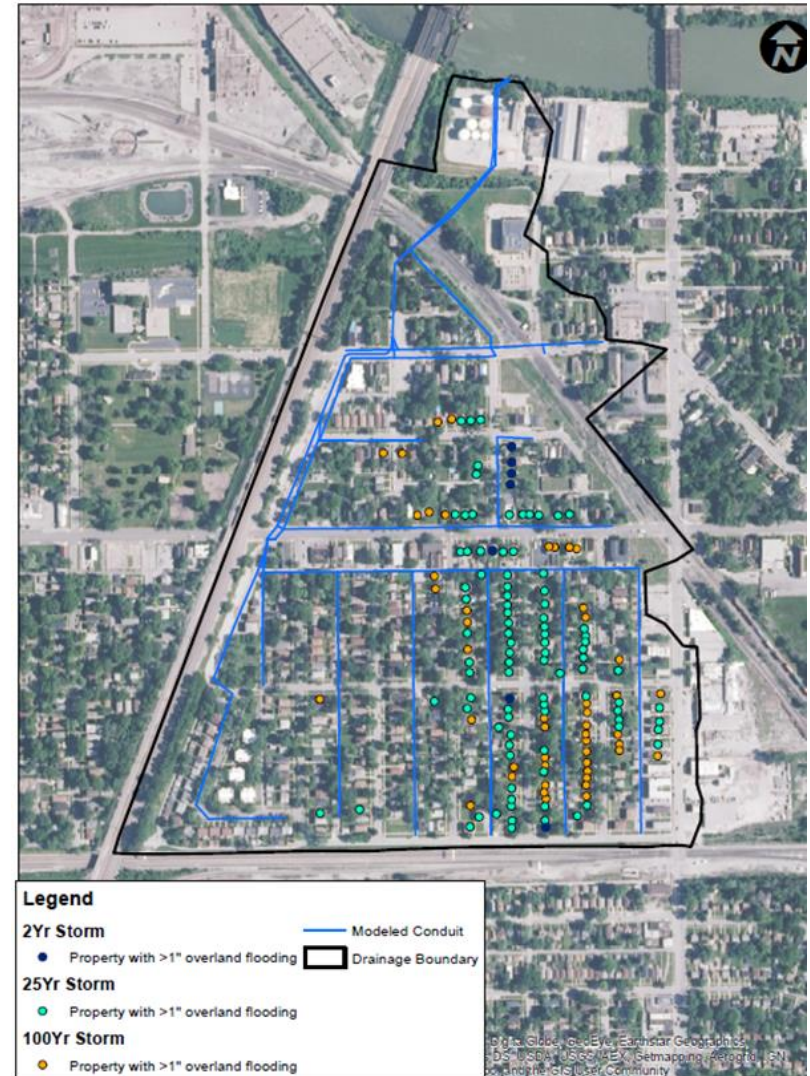 N
Legend
2Yr Storm
Property with >1" overland flooding
25Yr Storm
Property with >1" overland flooding
100Yr Storm
Property with >1" overland flooding
Modeled Conduit
Drainage Boundary
GeoEye, Earthstar Geographics
USDA, USGS, AEX, Getmapping, Aerogrid, IGN
and the GIS User Community